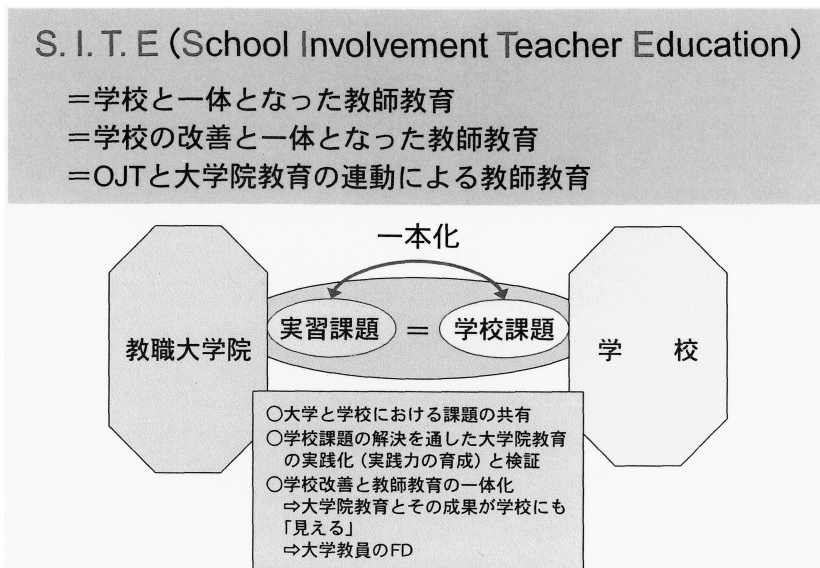 S. I. T. E (School Involvement Teacher Education)
＝学校と一体となった教師教育
＝学校の改善と一体となった教師教育
＝OJTと大学院教育の連動による教師教育
一本化
教職大学院
実習課題
＝
学校課題
学　校
○大学と学校における課題の共有
○学校課題の解決を通した大学院教育
の実践化（実践力の育成）と検証
○学校改善と教師教育の一体化
⇨大学院教育とその成果が学校にも
「見える」
⇨大学教員のFD